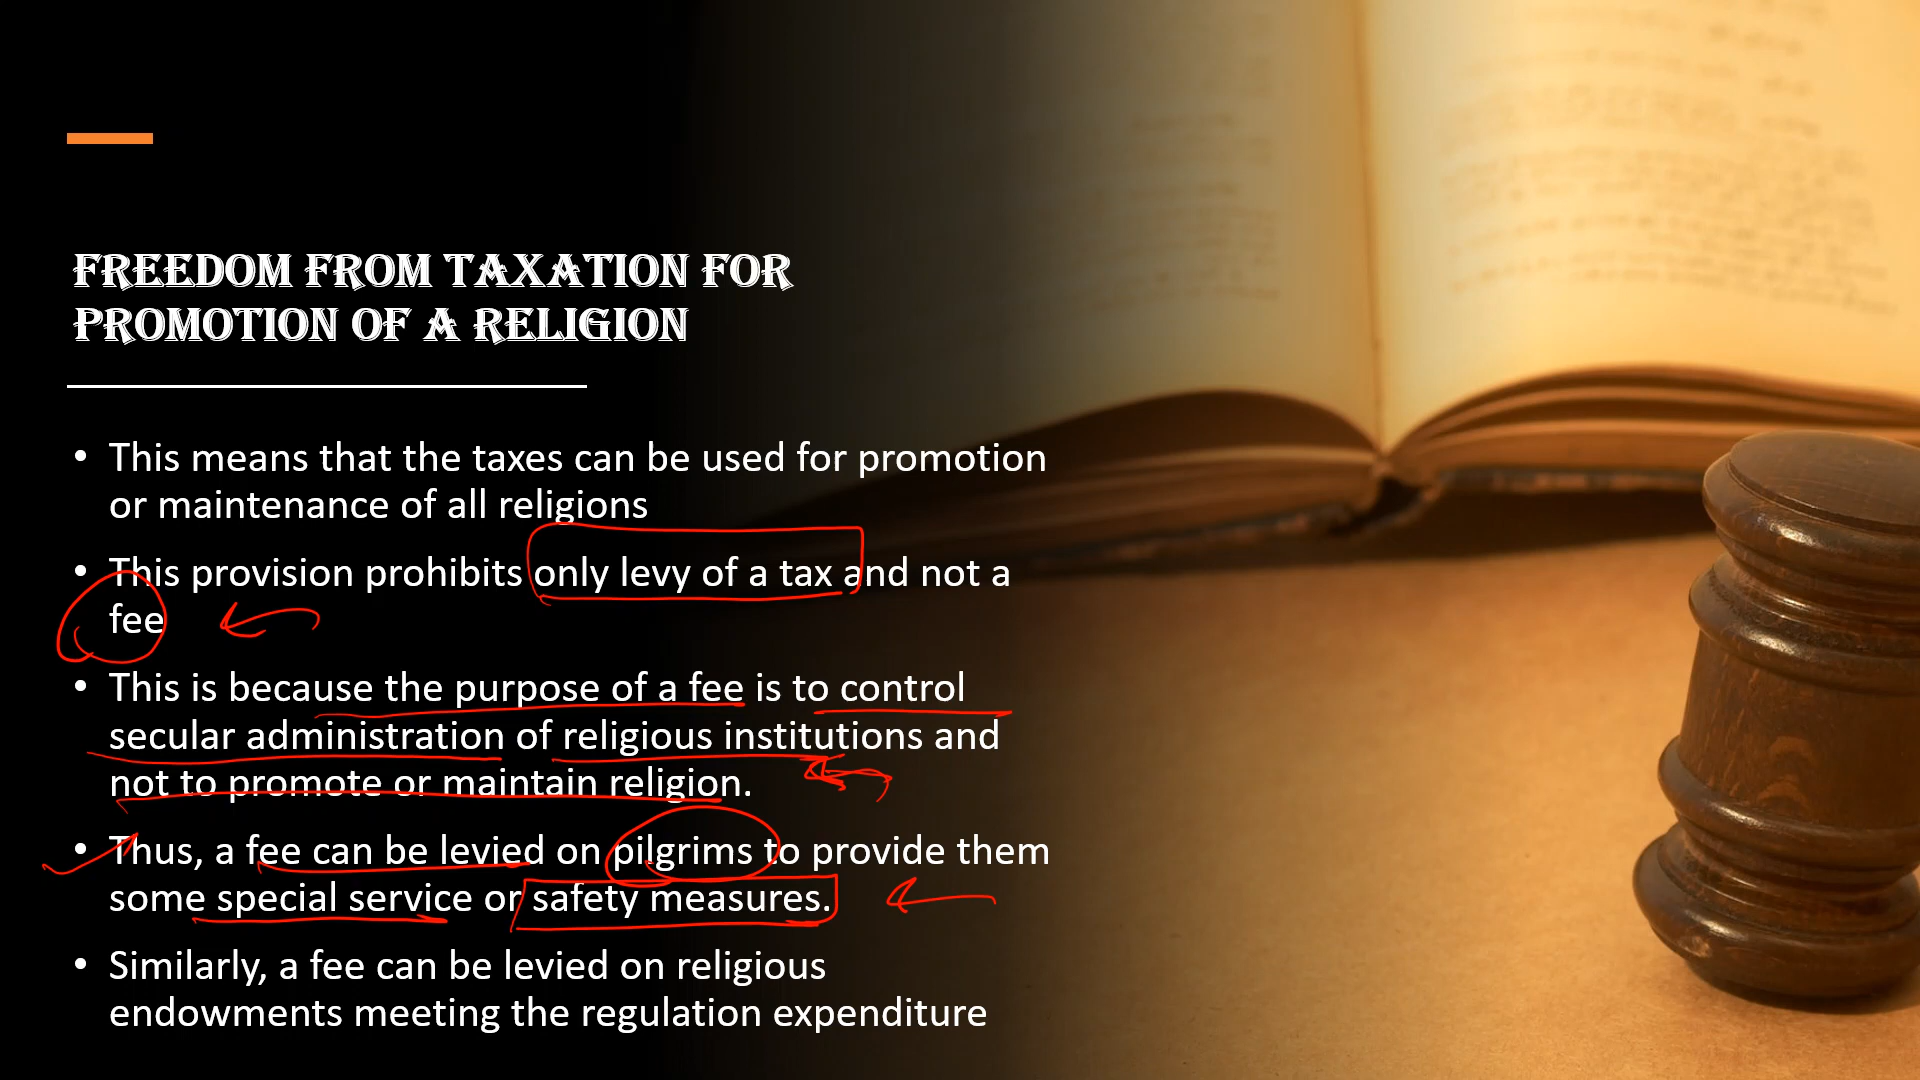 FREEDOM FROM TAXATION FOR
PROMOTION OF A RELIGION
• This means that the taxes can be used for promotion
or maintenance of all religions
• This provision prohibits only levy of a tax and not a
fee
• This is because the purpose of a fee is to control
secular administration of religious institutions and
not to promote or maintain religion.
• Thus, a fee can be levied on pilgrims to provide them
some special service or safety measures.
• Similarly, a fee can be levied on religious
endowments meeting the regulation expenditure